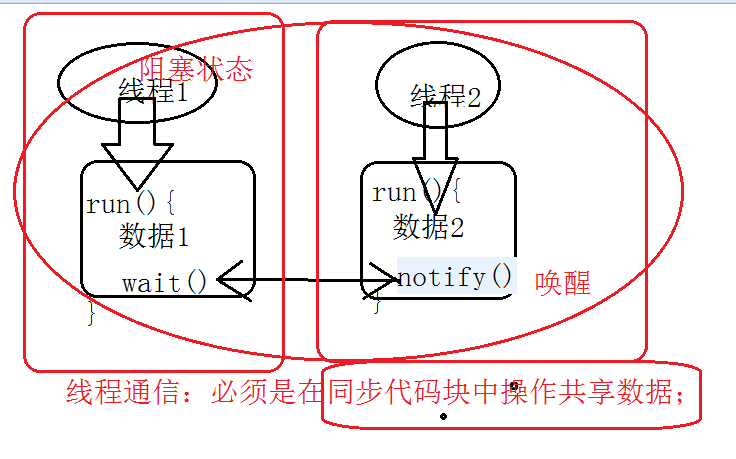 阻塞状态
线程1
线程2
run(){
数据1
wait()
}
run(){
数据2
notify()
}
唤醒
线程通信：必须是在同步代码块中操作共享数据；